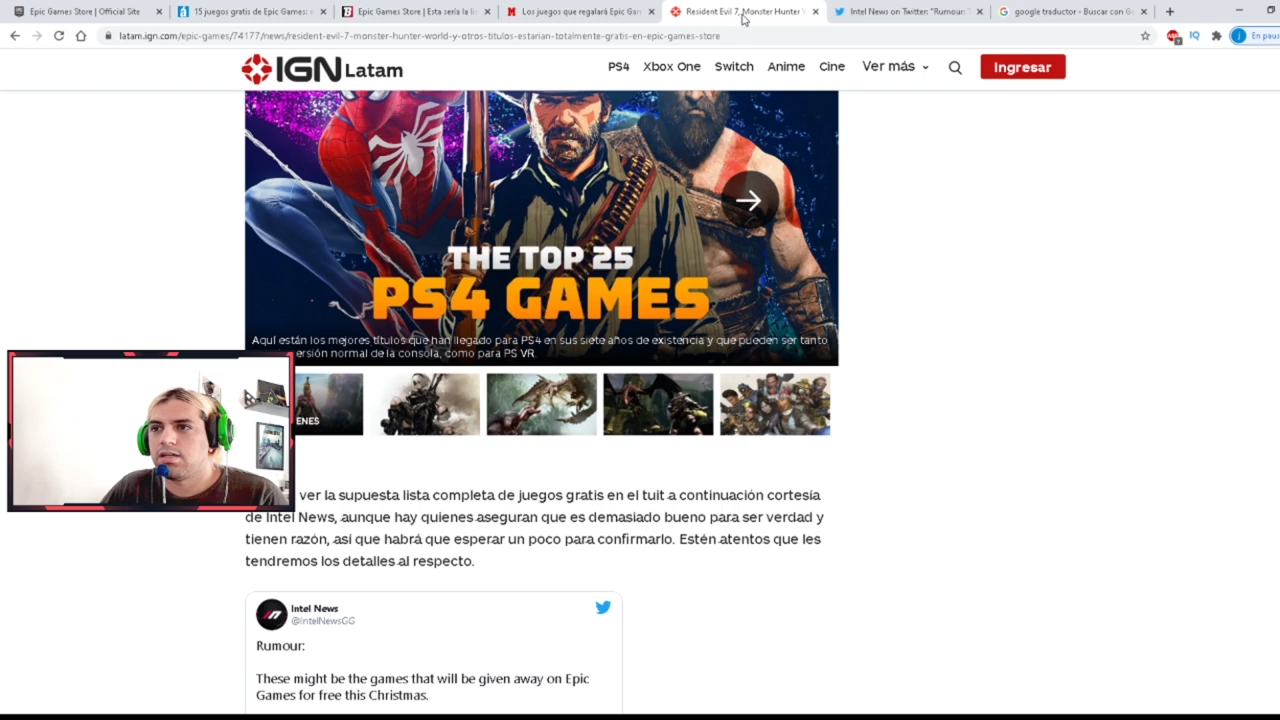 Epic Games Store | Official Site
15 juegos gratis de Epic Games:
Epic Games Store | Esta sería la li
Los juegos que regalará Epic Gan
Resident Evil 7, Monster Hunter
Intel News on Twitter: "Rumour:
google traductor - Buscar con G
latam.ign.com/epic-games/74177/news/resident-evil-7-monster-hunter-world-y-otros-titulos-estarian-totalmente-gratis-en-epic-games-store
IQ
En paus
IGN Latam
PS4 Xbox One Switch Anime Cine Ver más
Ingresar
THE TOP 25
PS4 GAMES
Aquí están los mejores títulos que han llegado para PS4 en sus siete años de existencia y que pueden ser tanto
ersión normal de la consola, como para PS VR.
ENES
ver la supuesta lista completa de juegos gratis en el tuit a continuación cortesía
de Intel News, aunque hay quienes aseguran que es demasiado bueno para ser verdad y
tienen razón, así que habrá que esperar un poco para confirmarlo. Estén atentos que les
tendremos los detalles al respecto.
Intel News
@IntelNewsGG
Rumour:
These might be the games that will be given away on Epic
Games for free this Christmas.